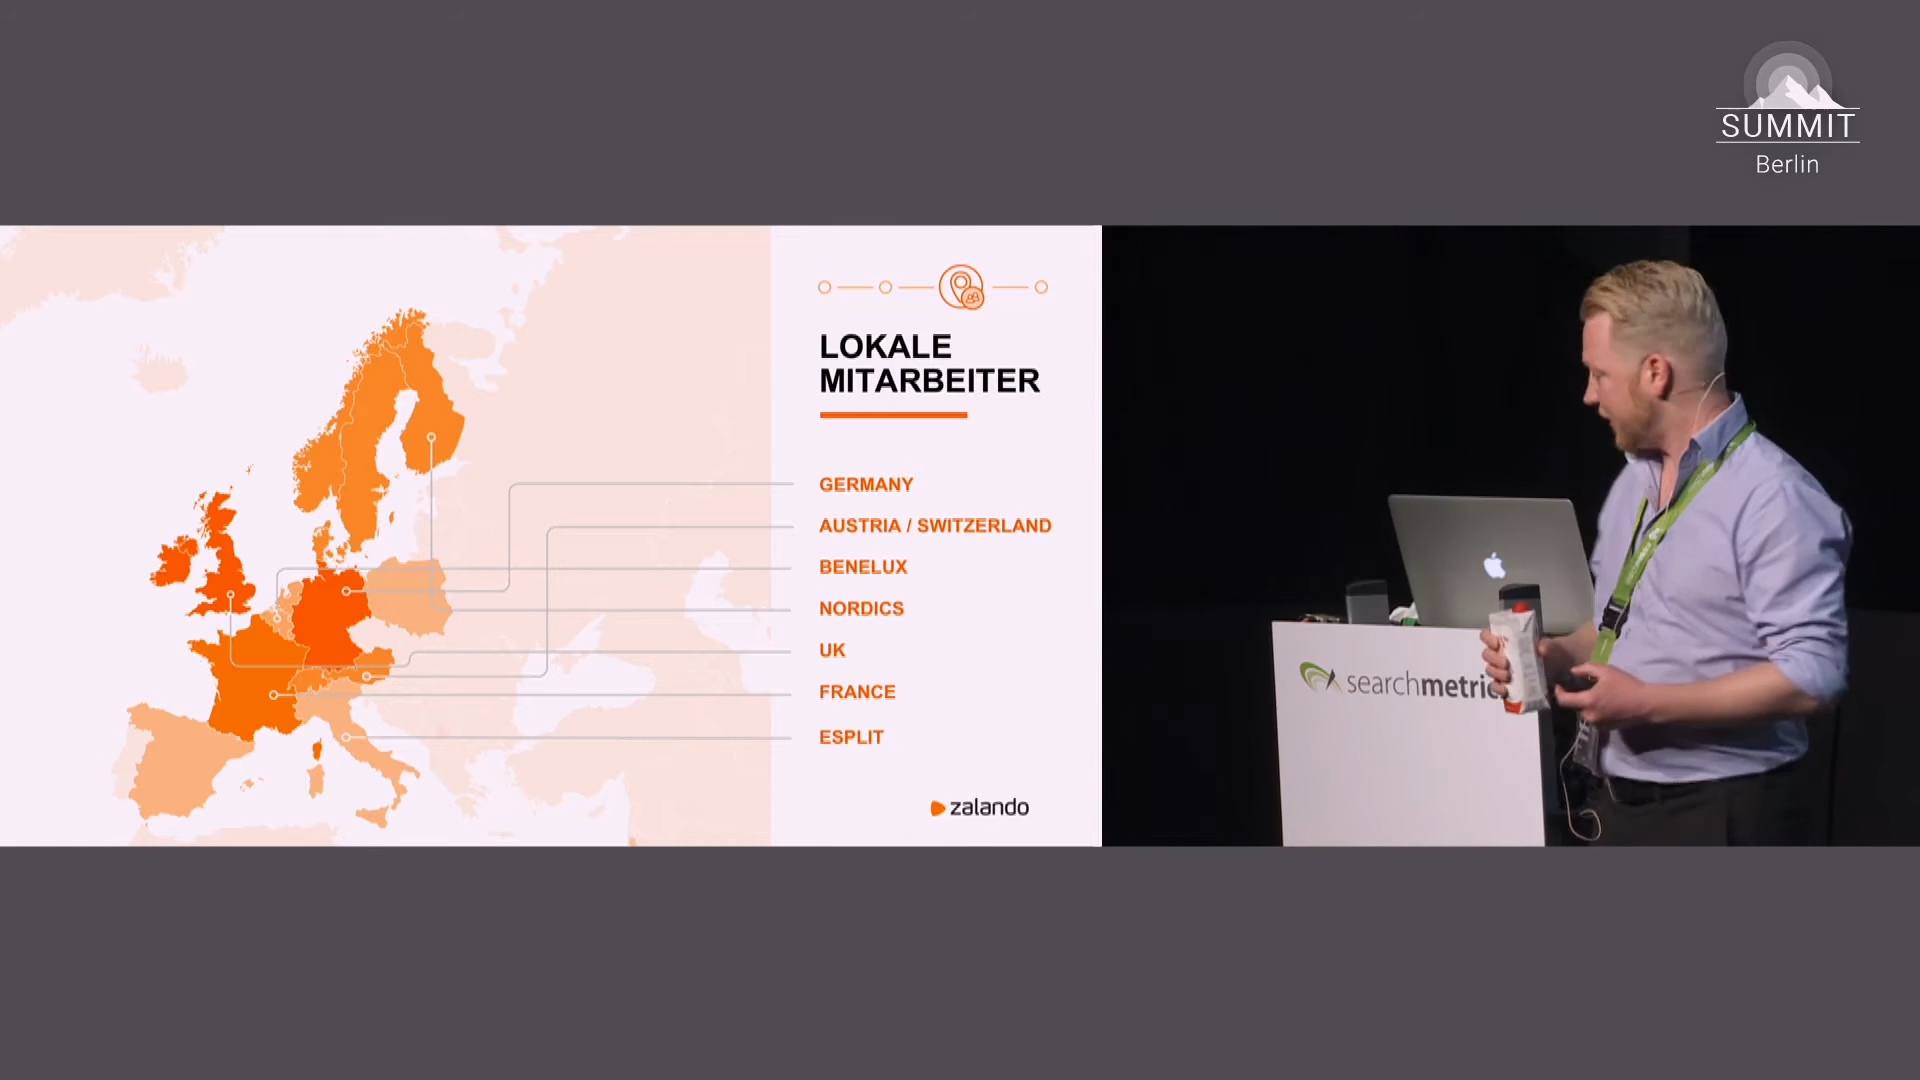 SUMMIT
Berlin
LOKALE
MITARBEITER
GERMANY
AUSTRIA / SWITZERLAND
BENELUX
NORDICS
UK
FRANCE
ESPLIT
zalando
searchmetric